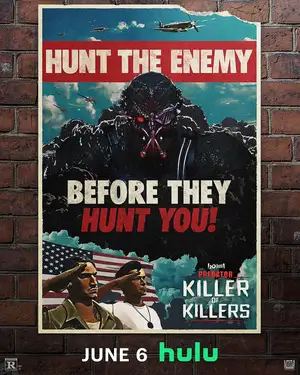 HUNT THE ENEMY
BEFORE THEY
HUNT YOU!
PREDATOR
KILLER
OF
KILLERS
JUNE 6 hulu
R